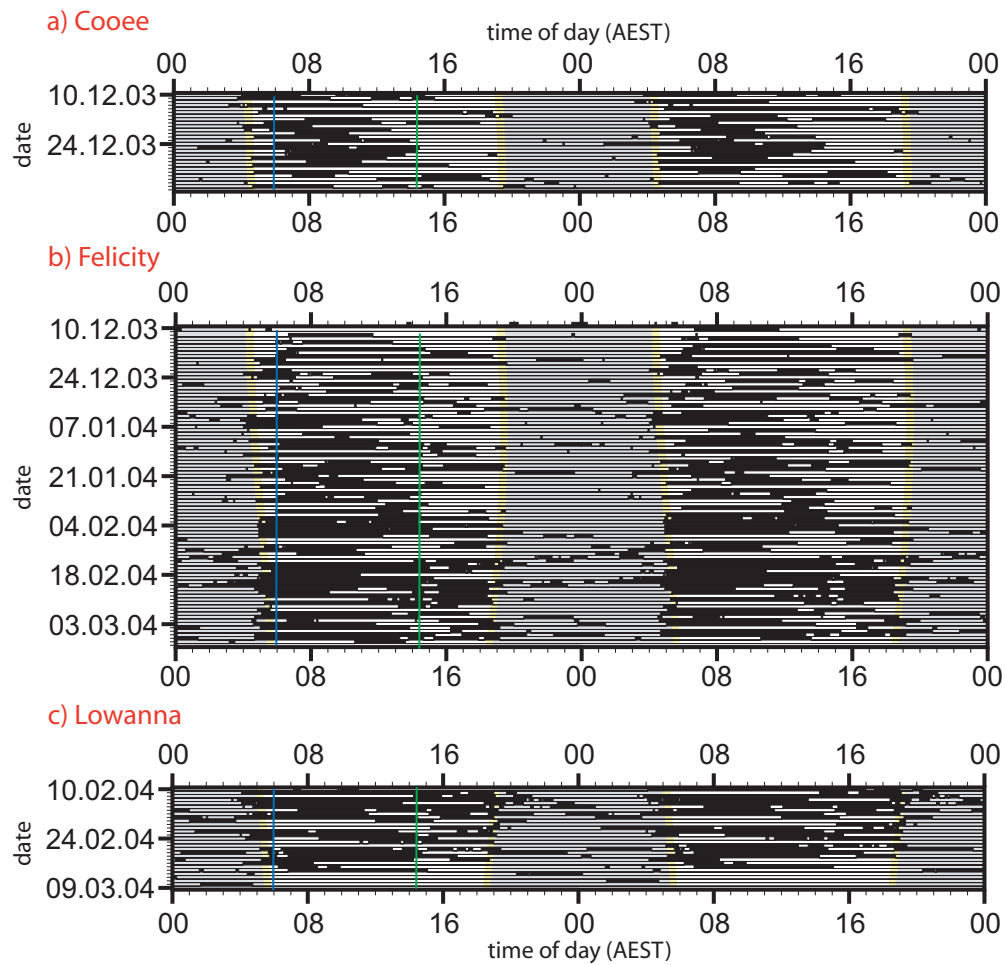 a) Cooee
time of day (AEST)
00 08 16 00 08 16 00
10.12.03
24.12.03
date
00 08 16 00 08 16 00
b) Felicity
00 08 16 00 08 16 00
10.12.03
24.12.03
07.01.04
21.01.04
04.02.04
18.02.04
03.03.04
date
00 08 16 00 08 16 00
c) Lowanna
00 08 16 00 08 16 00
10.02.04
24.02.04
09.03.04
date
00 08 16 00 08 16 00
time of day (AEST)